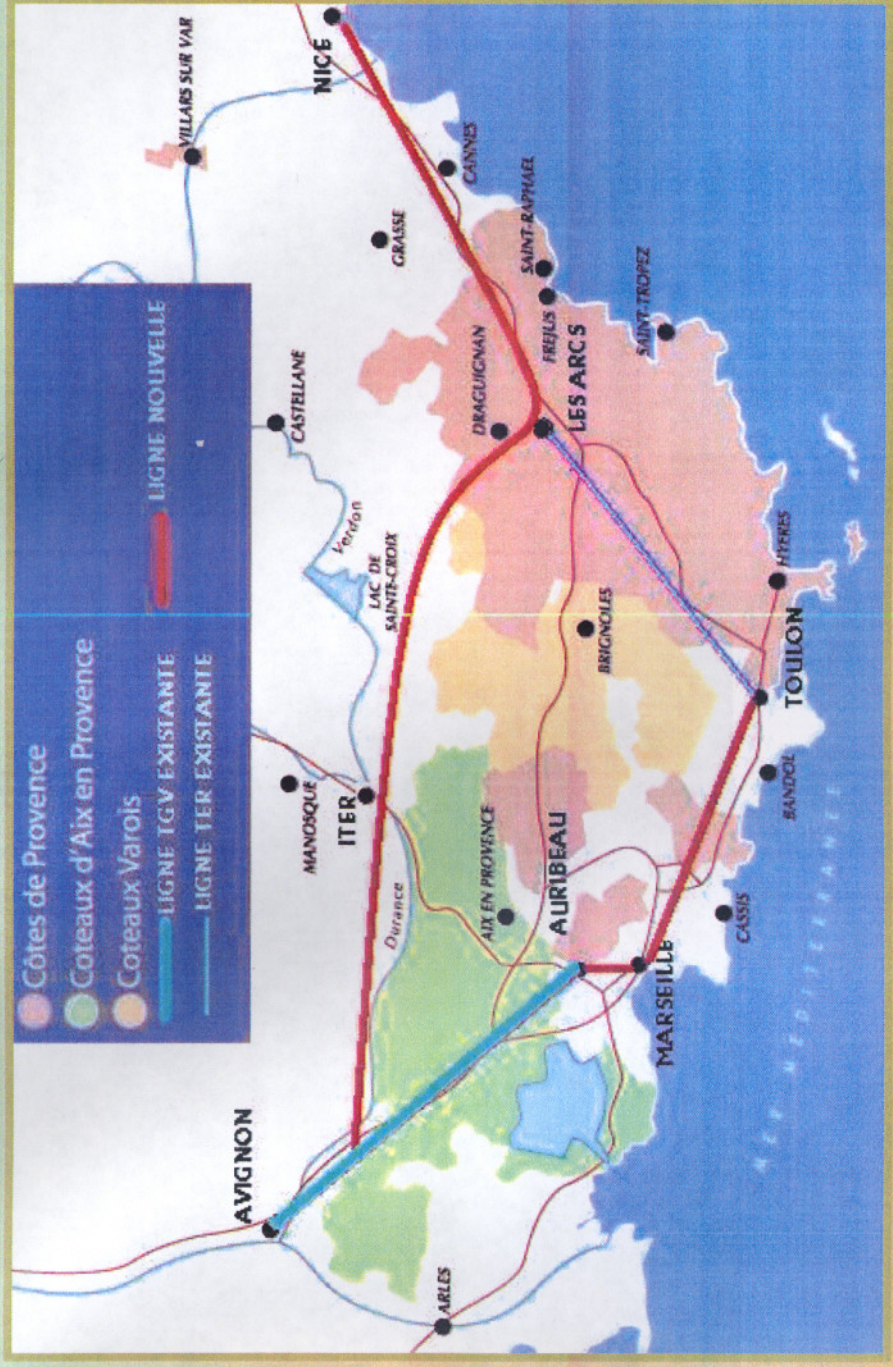 Côtes de Provence
Coteaux d'Aix en Provence
Coteaux Varois
LIGNE TGV EXISTANTE
LIGNE TER EXISTANTE
LIGNE NOUVELLE
VILLARS SUR VAR
NICE
CANNES
GRASSE
SAINT-RAPHAEL
FREJUS
SAINT-TROPEZ
DRAGUIGNAN
LES ARCS
CASTELLANE
Verdon
LAC DE
SAINTE-CROIX
MANOSQUE
ITER
BRIGNOLES
HYERES
TOULON
BANDOL
Durance
AIX EN PROVENCE
AURIBEAU
CASSIS
MARSEILLE
AVIGNON
ARLES
MER MEDITERRANEE